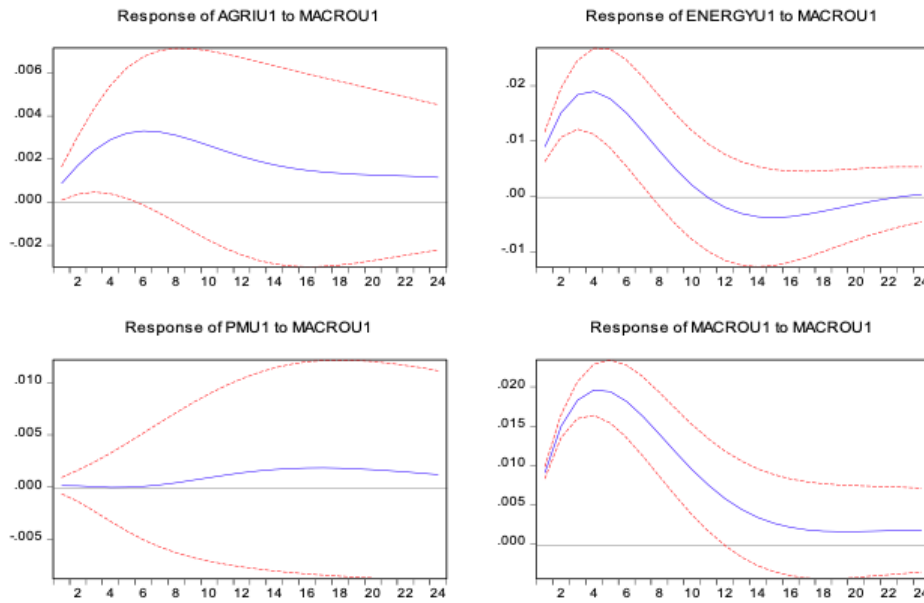 Response of AGRIU1 to MACROU1
.006
.004
.002
.000
-.002
2 4 6 8 10 12 14 16 18 20 22 24
Response of ENERGYU1 to MACROU1
.02
.01
.00
-.01
2 4 6 8 10 12 14 16 18 20 22 24
Response of PMU1 to MACROU1
.010
.005
.000
-.005
2 4 6 8 10 12 14 16 18 20 22 24
Response of MACROU1 to MACROU1
.020
.015
.010
.005
.000
2 4 6 8 10 12 14 16 18 20 22 24